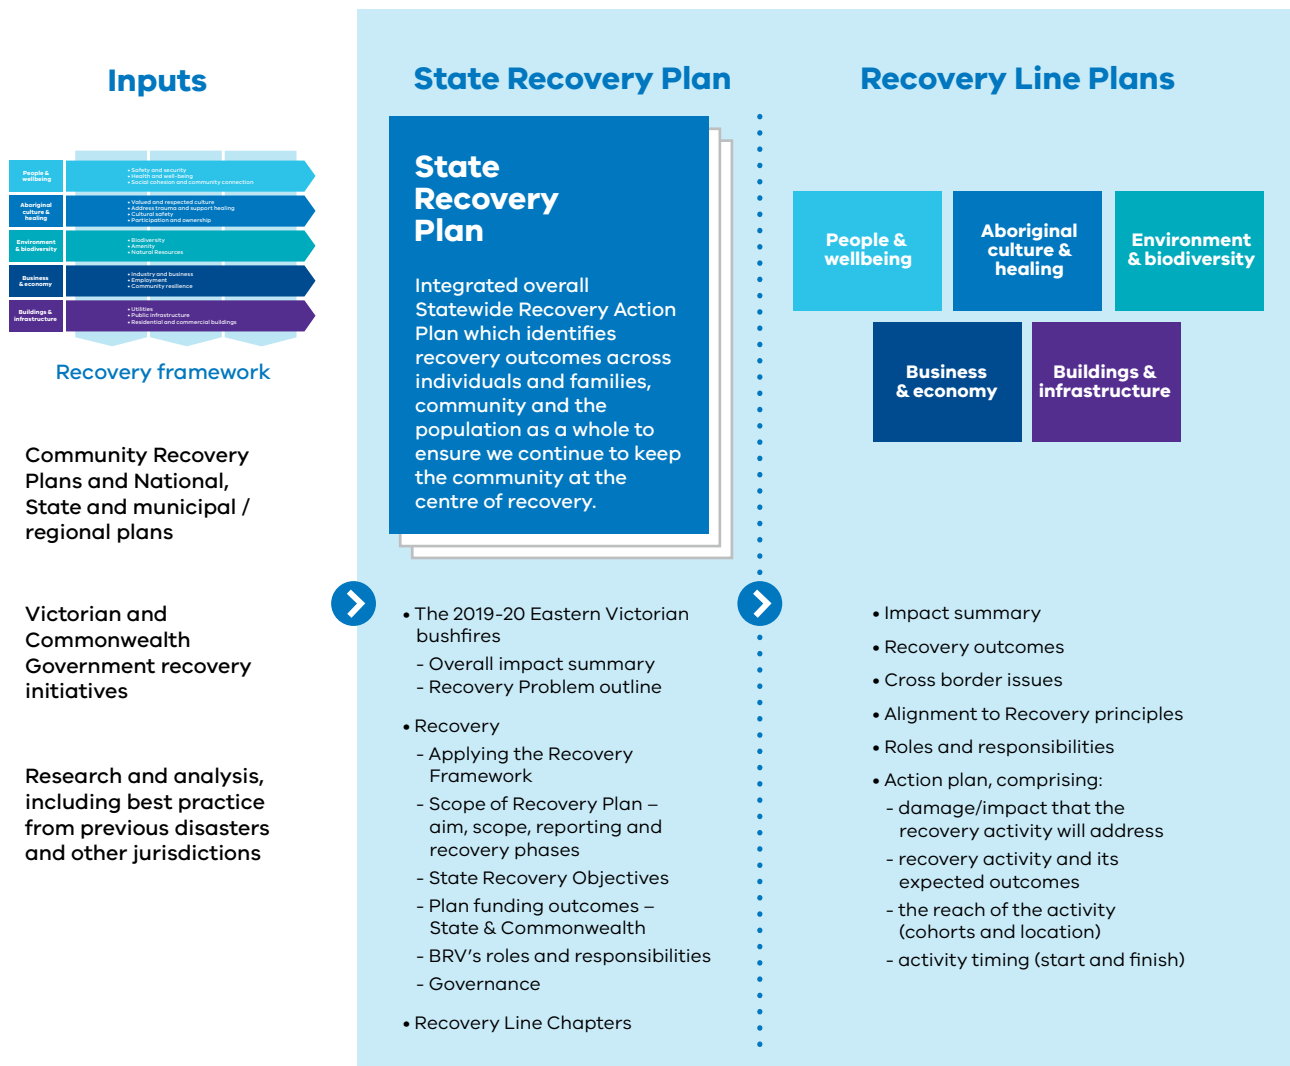 Inputs
People &
wellbeing
• Safety and security
• Health and well-being
• Social cohesion and community connection
Aboriginal
culture &
healing
• Valued and respected culture
• Address trauma and support healing
• Cultural safety
• Participation and ownership
Environment
& biodiversity
• Biodiversity
• Amenity
• Natural Resources
Business
& economy
• Industry and business
• Employment
• Community resilience
Buildings &
infrastructure
• Utilities
• Public infrastructure
• Residential and commercial buildings
Recovery framework
Community Recovery
Plans and National,
State and municipal /
regional plans
Victorian and
Commonwealth
Government recovery
initiatives
Research and analysis,
including best practice
from previous disasters
and other jurisdictions
State Recovery Plan
State
Recovery
Plan
Integrated overall
Statewide Recovery Action
Plan which identifies
recovery outcomes across
individuals and families,
community and the
population as a whole to
ensure we continue to keep
the community at the
centre of recovery.
• The 2019-20 Eastern Victorian
bushfires
- Overall impact summary
- Recovery Problem outline
• Recovery
- Applying the Recovery
Framework
- Scope of Recovery Plan –
aim, scope, reporting and
recovery phases
- State Recovery Objectives
- Plan funding outcomes –
State & Commonwealth
- BRV's roles and responsibilities
- Governance
• Recovery Line Chapters
Recovery Line Plans
People &
wellbeing
Aboriginal
culture &
healing
Environment
& biodiversity
Business
& economy
Buildings &
infrastructure
• Impact summary
• Recovery outcomes
• Cross border issues
• Alignment to Recovery principles
• Roles and responsibilities
• Action plan, comprising:
- damage/impact that the
recovery activity will address
- recovery activity and its
expected outcomes
- the reach of the activity
(cohorts and location)
- activity timing (start and finish)